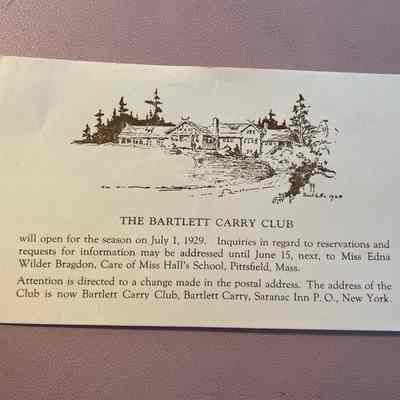 THE BARTLETT CARRY CLUB
will open for the season on July 1, 1929. Inquiries in regard to reservations and
requests for information may be addressed until June 15, next, to Miss Edna
Wilder Bragdon, Care of Miss Hall's School, Pittsfield, Mass.
Attention is directed to a change made in the postal address. The address of the
Club is now Bartlett Carry Club, Bartlett Carry, Saranac Inn P. O., New York.